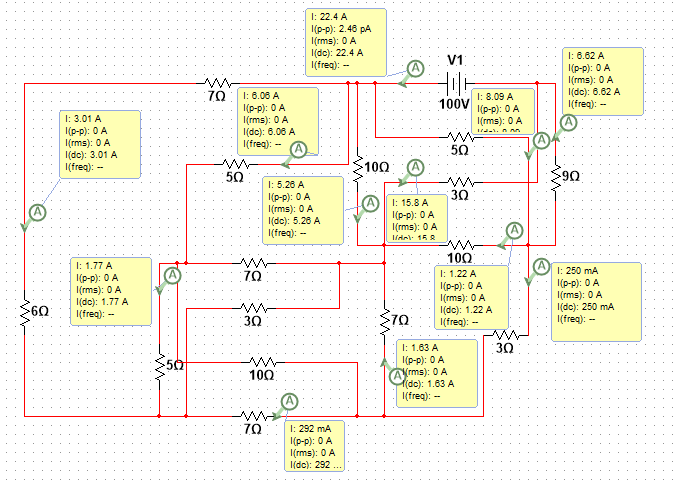 I: 22.4 A
I(p-p): 2.46 pA
I(rms): 0 A
I(dc): 22.4 A
I(freq): --
V1
100V
I: 6.62 A
I(p-p): 0 A
I(rms): 0 A
I(dc): 6.62 A
I(freq): --
7Ω
I: 6.06 A
I(p-p): 0 A
I(rms): 0 A
I(dc): 6.06 A
I(freq): --
I: 8.09 A
I(p-p): 0 A
I(rms): 0 A
A
A
A
A
I: 3.01 A
I(p-p): 0 A
I(rms): 0 A
I(dc): 3.01 A
I(freq): --
5Ω
A
5Ω
10Ω
A
3Ω
9Ω
I: 5.26 A
I(p-p): 0 A
I(rms): 0 A
I(dc): 5.26 A
I(freq): --
I: 15.8 A
I(p-p): 0 A
I(rms): 0 A
I(dc): 15.8
A
A
A
10Ω
I: 1.77 A
I(p-p): 0 A
I(rms): 0 A
I(dc): 1.77 A
I(freq): --
A
7Ω
I: 1.22 A
I(p-p): 0 A
I(rms): 0 A
I(dc): 1.22 A
I(freq): --
A
I: 250 mA
I(p-p): 0 A
I(rms): 0 A
I(dc): 250 mA
I(freq): --
6Ω
3Ω
7Ω
3Ω
5Ω
10Ω
A
I: 1.63 A
I(p-p): 0 A
I(rms): 0 A
I(dc): 1.63 A
I(freq): --
7Ω
A
I: 292 mA
I(p-p): 0 A
I(rms): 0 A
I(dc): 292 ...